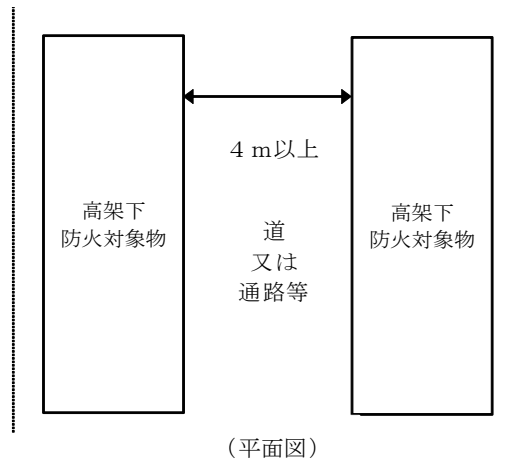 ４ｍ以上
高架下
防火対象物
道
又は
通路等
高架下
防火対象物
（平面図）